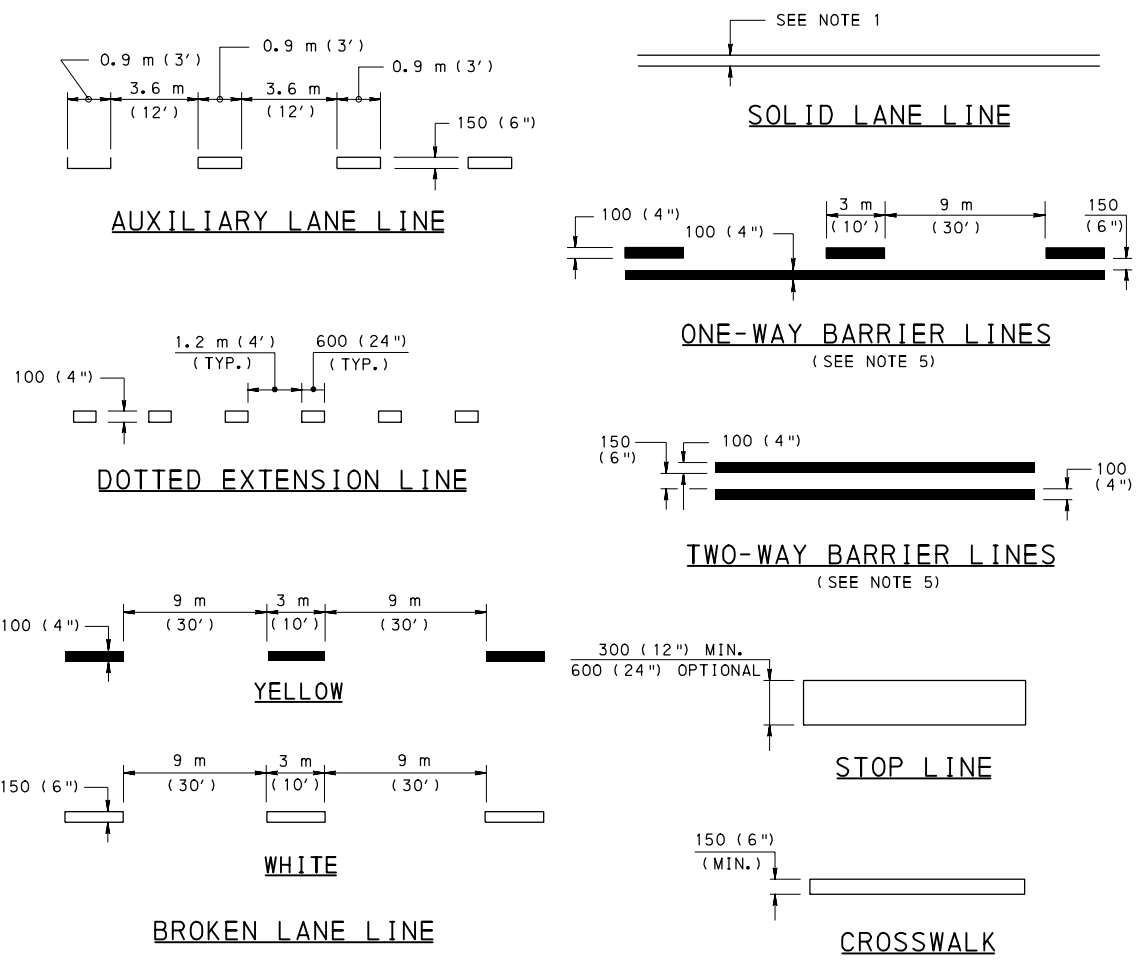 0.9 m (3')
0.9 m (3')
0.9 m (3')
3.6 m
(12')
3.6 m
(12')
150 (6")
AUXILIARY LANE LINE
1.2 m (4')
(TYP.)
600 (24")
(TYP.)
100 (4")
DOTTED EXTENSION LINE
9 m
(30')
3 m
(10')
9 m
(30')
100 (4")
YELLOW
9 m
(30')
3 m
(10')
9 m
(30')
150 (6")
WHITE
BROKEN LANE LINE
SEE NOTE 1
SOLID LANE LINE
100 (4")
100 (4")
3 m
(10')
9 m
(30')
150
(6")
ONE-WAY BARRIER LINES
(SEE NOTE 5)
150
(6")
100 (4")
100
(4")
TWO-WAY BARRIER LINES
(SEE NOTE 5)
300 (12") MIN.
600 (24") OPTIONAL
STOP LINE
150 (6")
(MIN.)
CROSSWALK